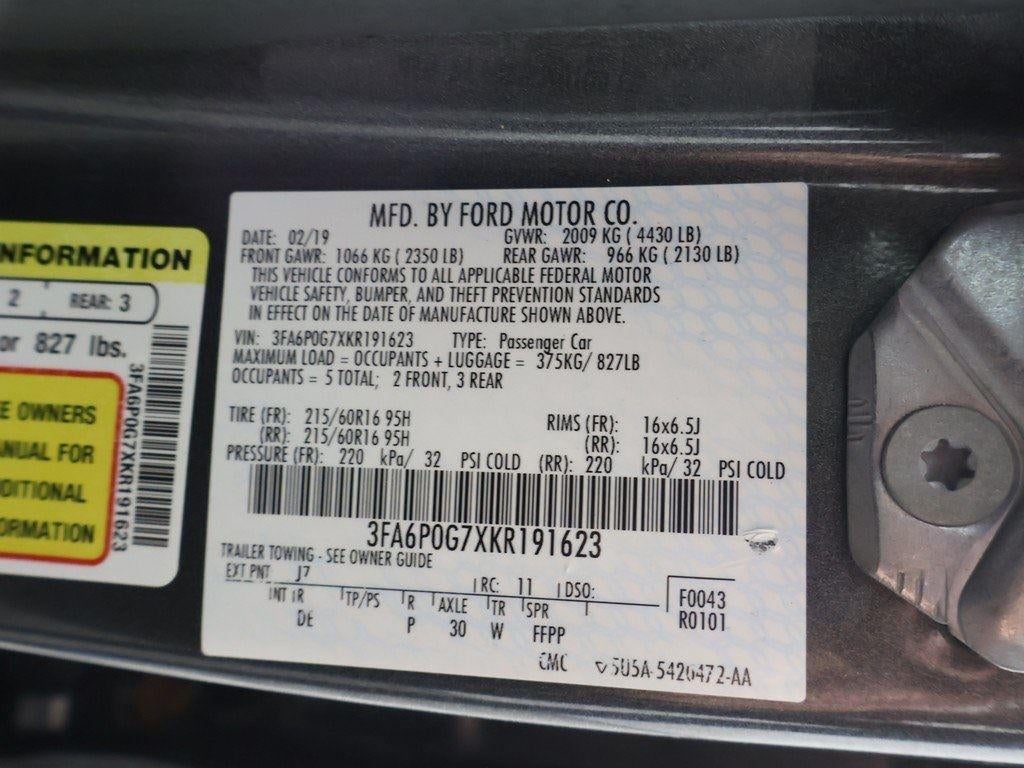 NFORMATION
2 REAR: 3
or 827 lbs.
E OWNERS
ANUAL FOR
DITIONAL
ORMATION
3FA6P0G7XKR191623
MFD. BY FORD MOTOR CO.
DATE: 02/19 GVWR: 2009 KG ( 4430 LB)
FRONT GAWR: 1066 KG ( 2350 LB) REAR GAWR: 966 KG ( 2130 LB)
THIS VEHICLE CONFORMS TO ALL APPLICABLE FEDERAL MOTOR
VEHICLE SAFETY, BUMPER, AND THEFT PREVENTION STANDARDS
IN EFFECT ON THE DATE OF MANUFACTURE SHOWN ABOVE.
VIN: 3FA6P0G7XKR191623 TYPE: Passenger Car
MAXIMUM LOAD = OCCUPANTS + LUGGAGE = 375KG/ 827LB
OCCUPANTS = 5 TOTAL; 2 FRONT, 3 REAR
TIRE (FR): 215/60R16 95H RIMS (FR): 16x6.5J
(RR): 215/60R16 95H (RR): 16x6.5J
PRESSURE (FR): 220 kPa/ 32 PSI COLD (RR): 220 kPa/ 32 PSI COLD
3FA6P0G7XKR191623
TRAILER TOWING - SEE OWNER GUIDE
EXT PNT J7 RC: 11 DSO: F0043
INT TR TP/PS R AXLE TR SPR R0101
DE P 30 W FFPP
CMC 5U5A-5420472-AA